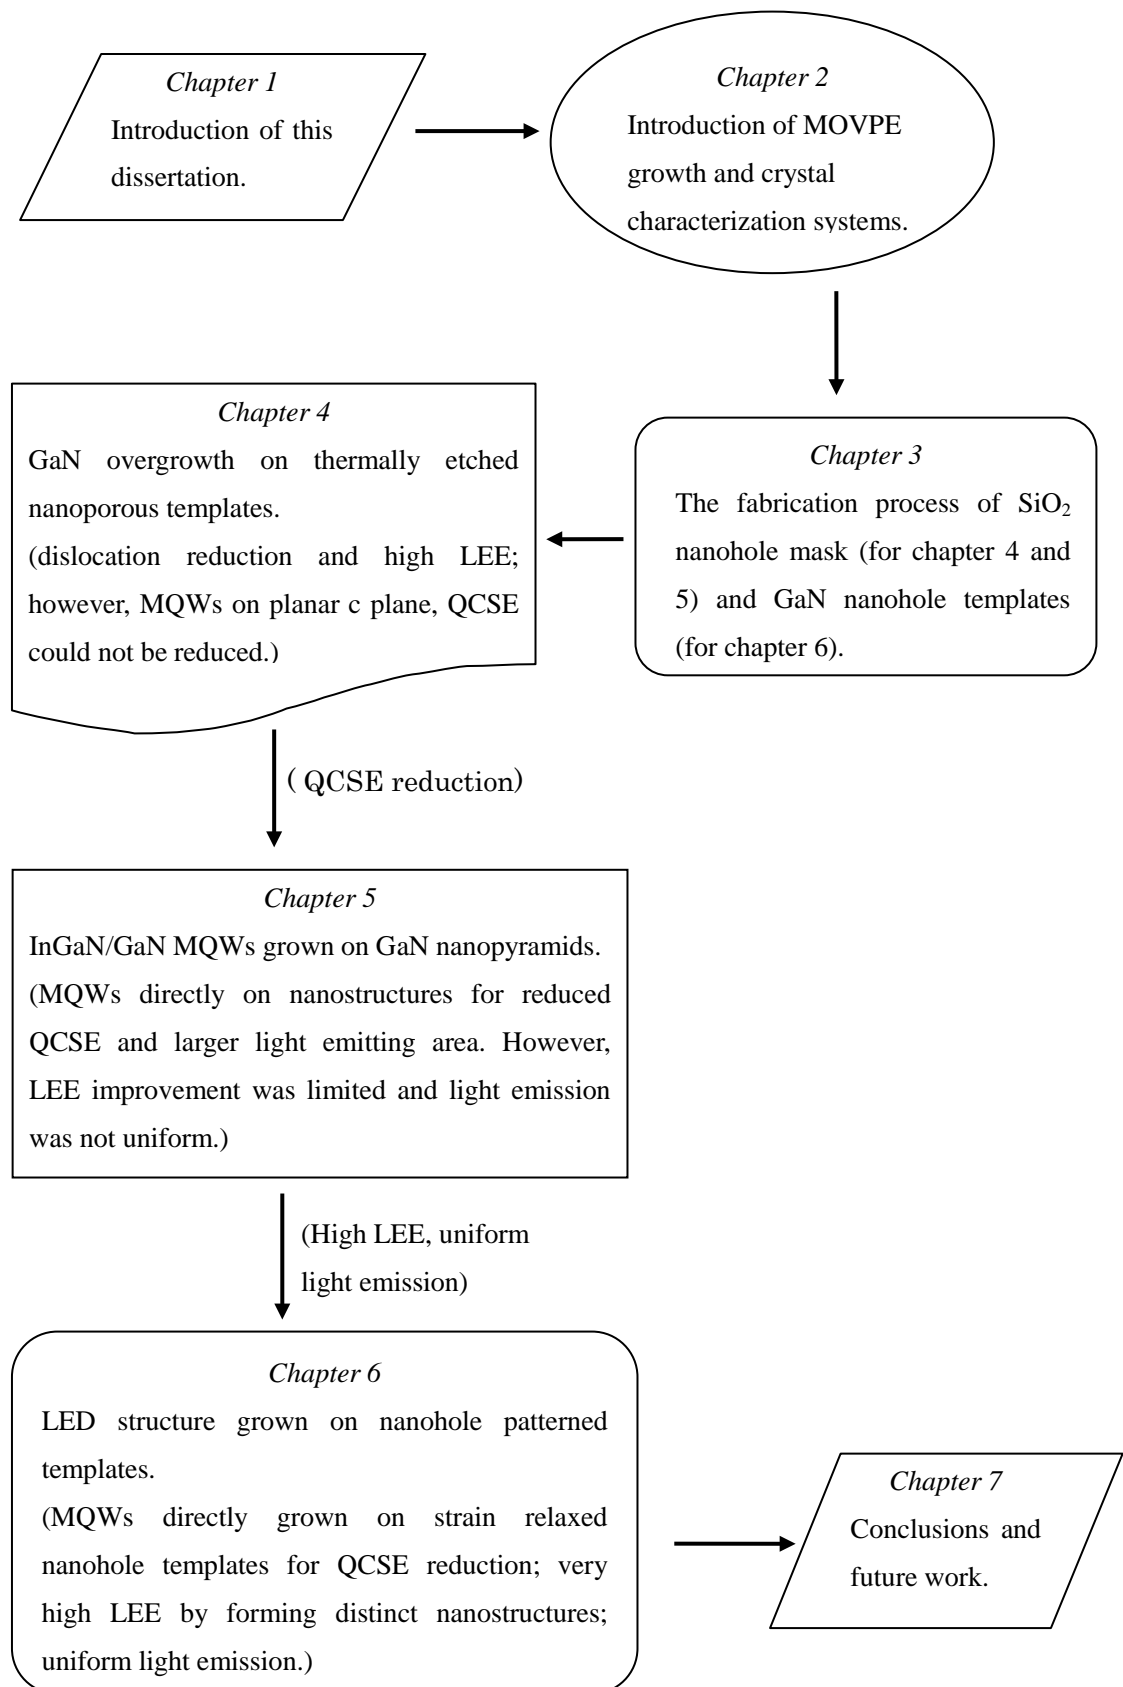 Chapter 1
Introduction of this
dissertation.
Chapter 2
Introduction of MOVPE
growth and crystal
characterization systems.
Chapter 3
The fabrication process of SiO₂
nanohole mask (for chapter 4 and
5) and GaN nanohole templates
(for chapter 6).
Chapter 4
GaN overgrowth on thermally etched
nanoporous templates.
(dislocation reduction and high LEE;
however, MQWs on planar c plane, QCSE
could not be reduced.)
( QCSE reduction)
Chapter 5
InGaN/GaN MQWs grown on GaN nanopyramids.
(MQWs directly on nanostructures for reduced
QCSE and larger light emitting area. However,
LEE improvement was limited and light emission
was not uniform.)
(High LEE, uniform
light emission)
Chapter 6
LED structure grown on nanohole patterned
templates.
(MQWs directly grown on strain relaxed
nanohole templates for QCSE reduction; very
high LEE by forming distinct nanostructures;
uniform light emission.)
Chapter 7
Conclusions and
future work.